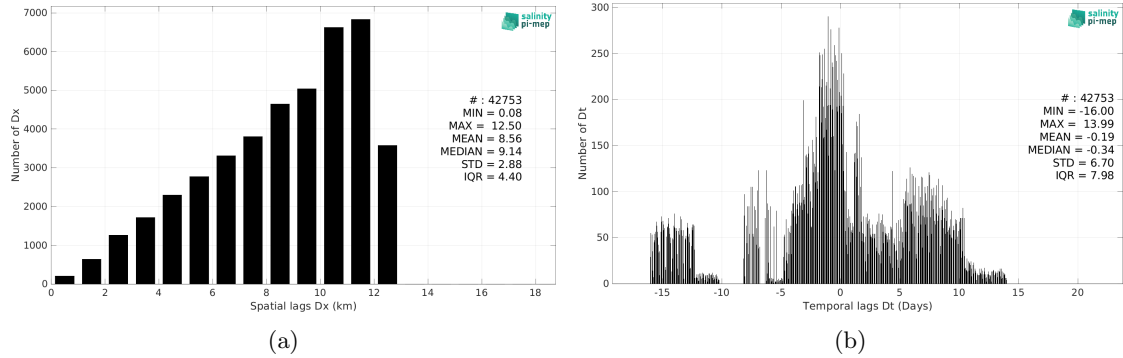 7000
6000
5000
4000
3000
2000
1000
0
Number of Dx
salinity
pi-mep
# : 42753
MIN = 0.08
MAX = 12.50
MEAN = 8.56
MEDIAN = 9.14
STD = 2.88
IQR = 4.40
0 2 4 6 8 10 12 14 16 18
Spatial lags Dx (km)
(a)
300
250
200
150
100
50
0
Number of Dt
salinity
pi-mep
# : 42753
MIN = -16.00
MAX = 13.99
MEAN = -0.19
MEDIAN = -0.34
STD = 6.70
IQR = 7.98
-15 -10 -5 0 5 10 15 20
Temporal lags Dt (Days)
(b)